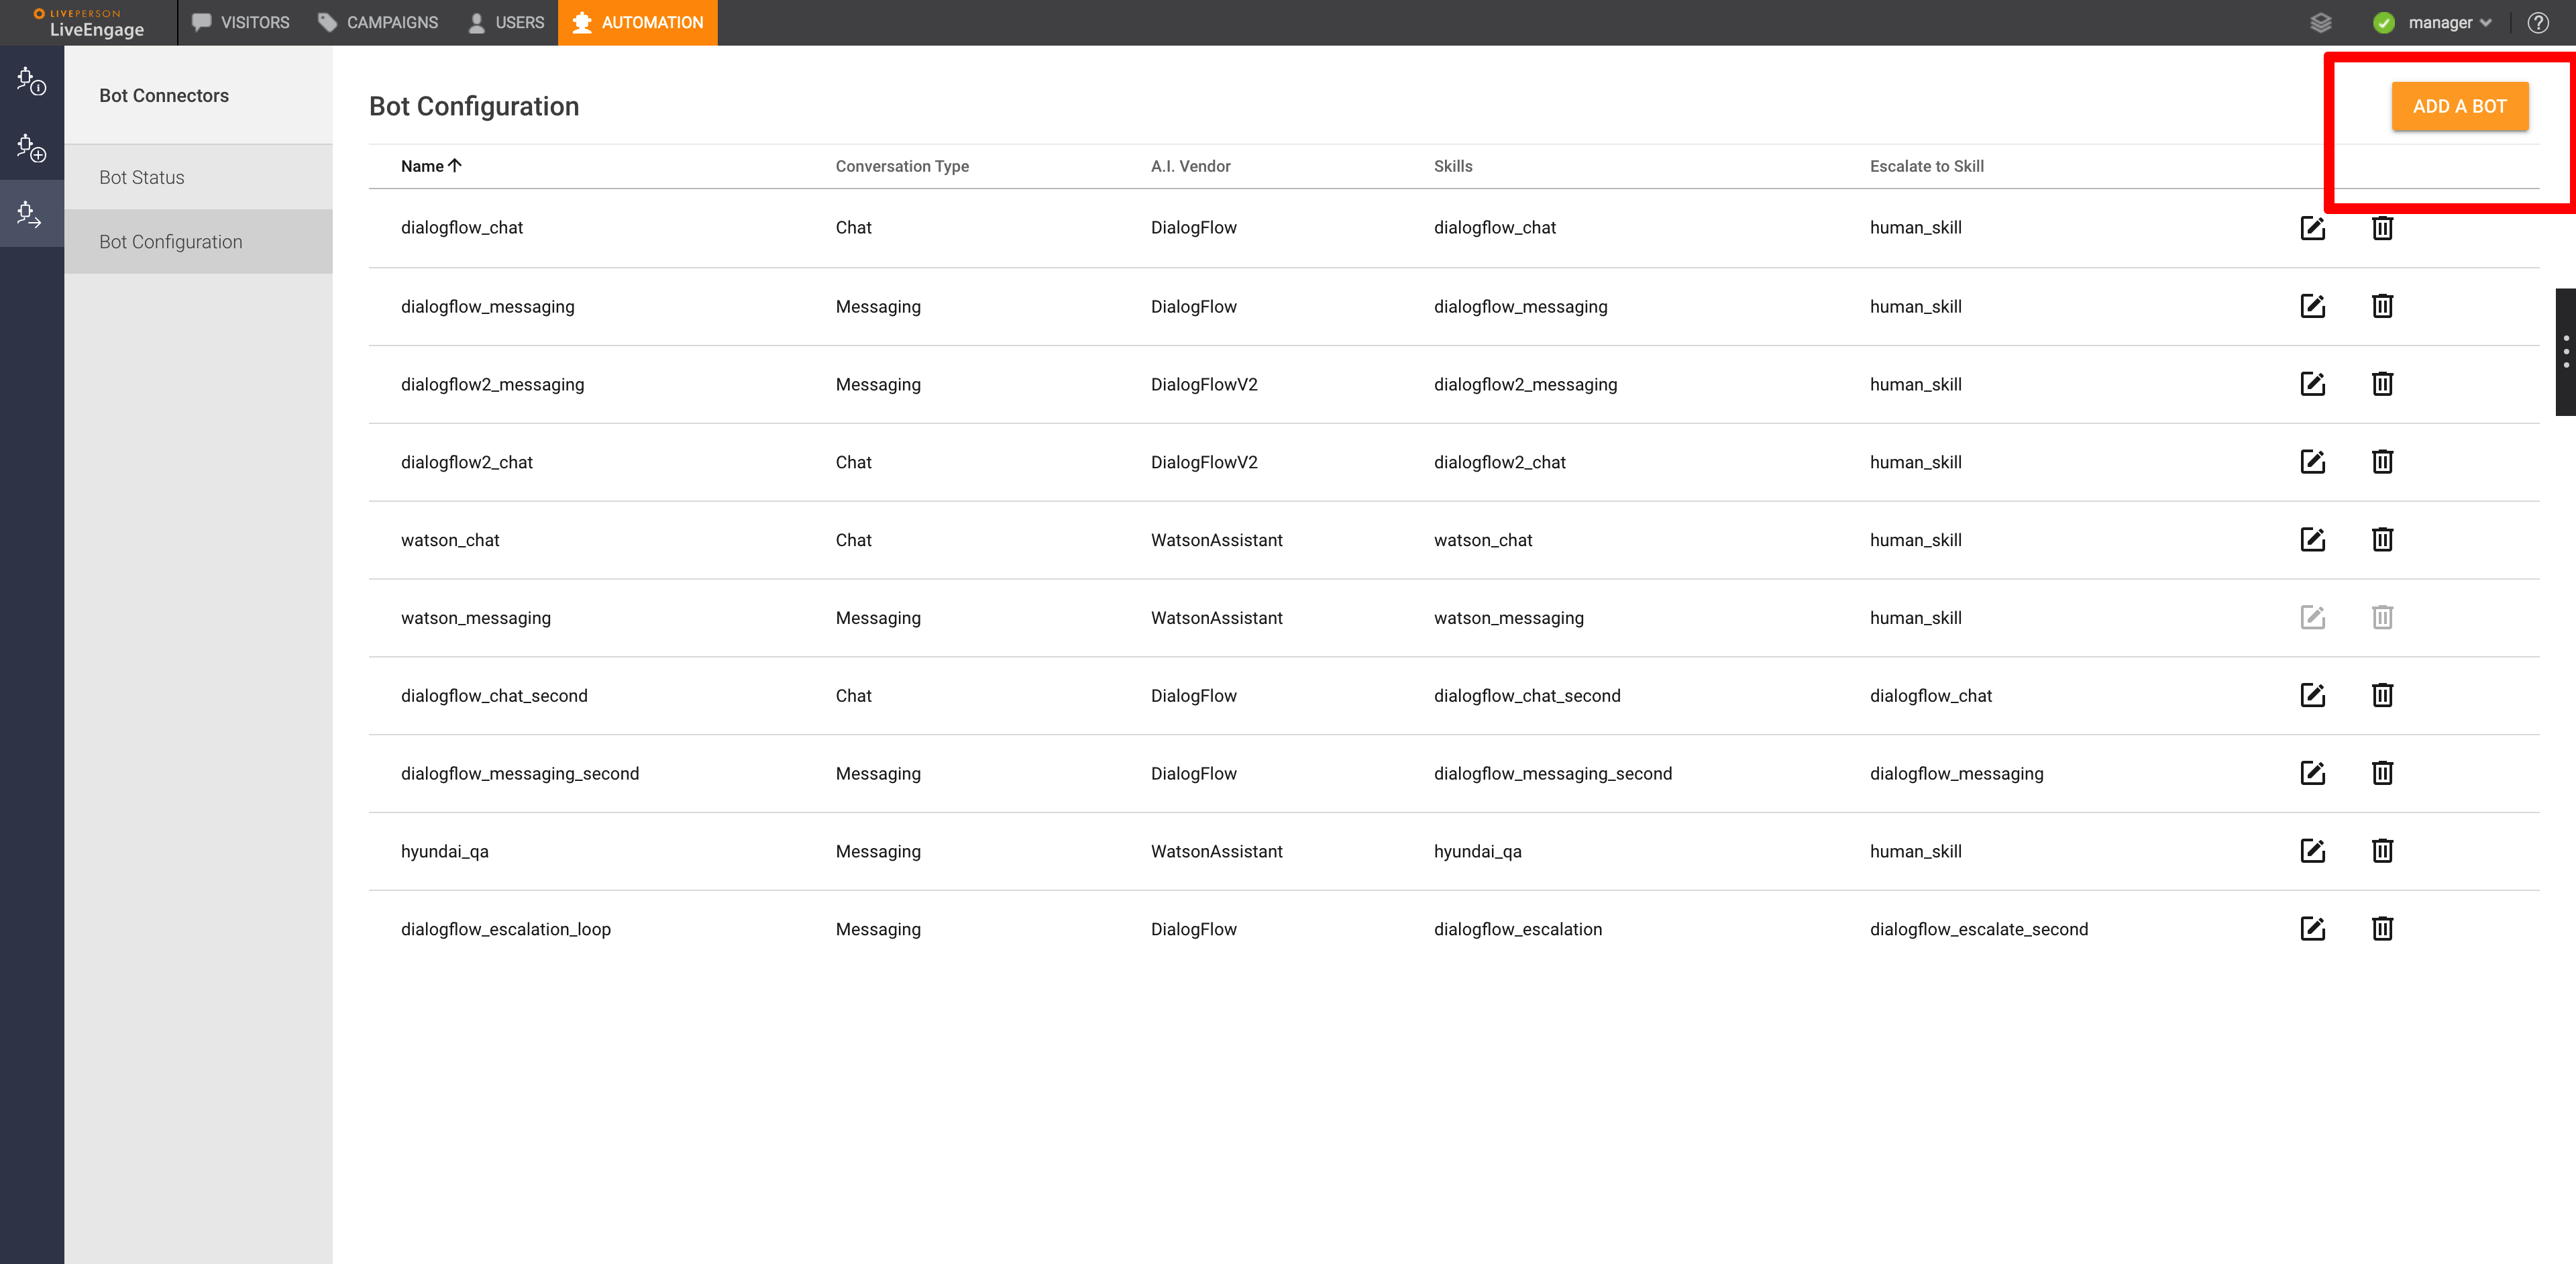 LIVEPERSON
LiveEngage
VISITORS CAMPAIGNS USERS AUTOMATION manager
Bot Connectors
Bot Status
Bot Configuration
Bot Configuration ADD A BOT
Name Conversation Type A.I. Vendor Skills Escalate to Skill
dialogflow_chat Chat DialogFlow dialogflow_chat human_skill
dialogflow_messaging Messaging DialogFlow dialogflow_messaging human_skill
dialogflow2_messaging Messaging DialogFlowV2 dialogflow2_messaging human_skill
dialogflow2_chat Chat DialogFlowV2 dialogflow2_chat human_skill
watson_chat Chat WatsonAssistant watson_chat human_skill
watson_messaging Messaging WatsonAssistant watson_messaging human_skill
dialogflow_chat_second Chat DialogFlow dialogflow_chat_second dialogflow_chat
dialogflow_messaging_second Messaging DialogFlow dialogflow_messaging_second dialogflow_messaging
hyundai_qa Messaging WatsonAssistant hyundai_qa human_skill
dialogflow_escalation_loop Messaging DialogFlow dialogflow_escalation dialogflow_escalate_second